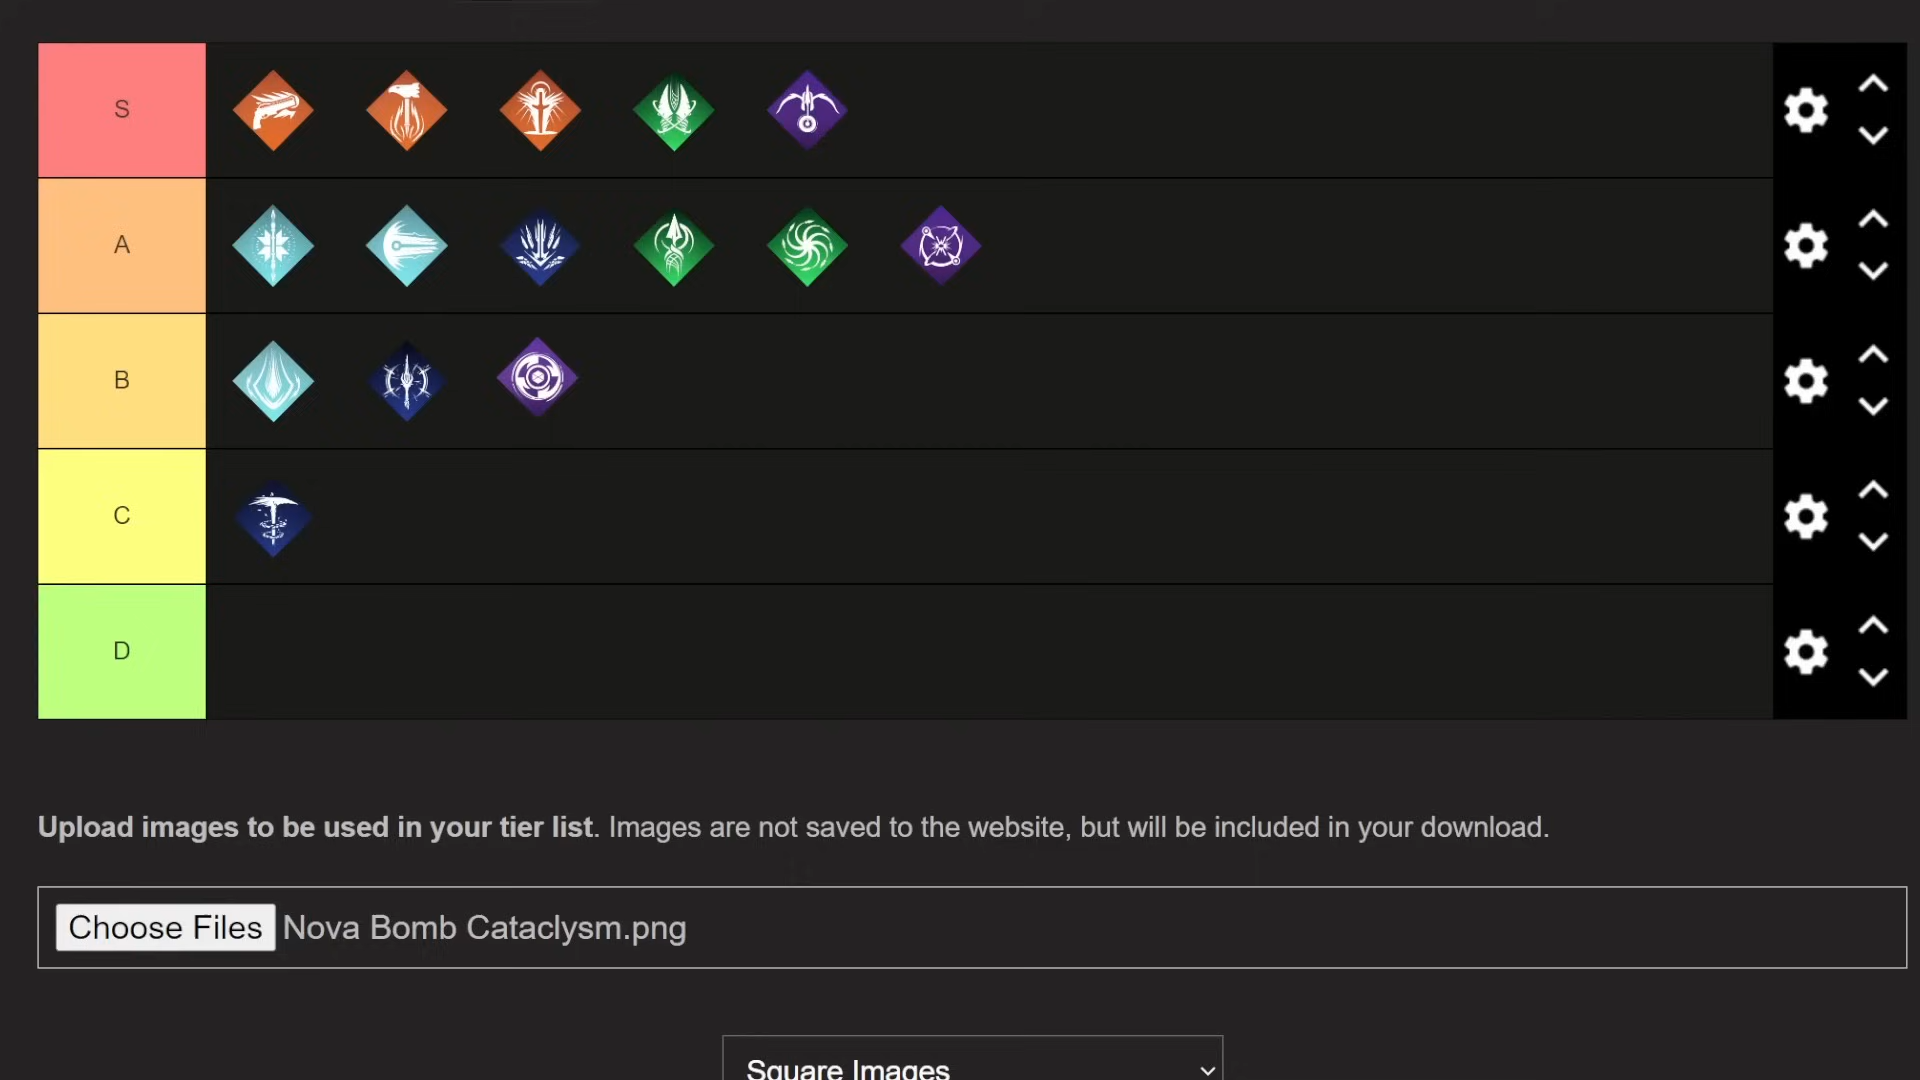 S
A
B
C
D
Upload images to be used in your tier list. Images are not saved to the website, but will be included in your download.
Choose Files Nova Bomb Cataclysm.png
Square Images